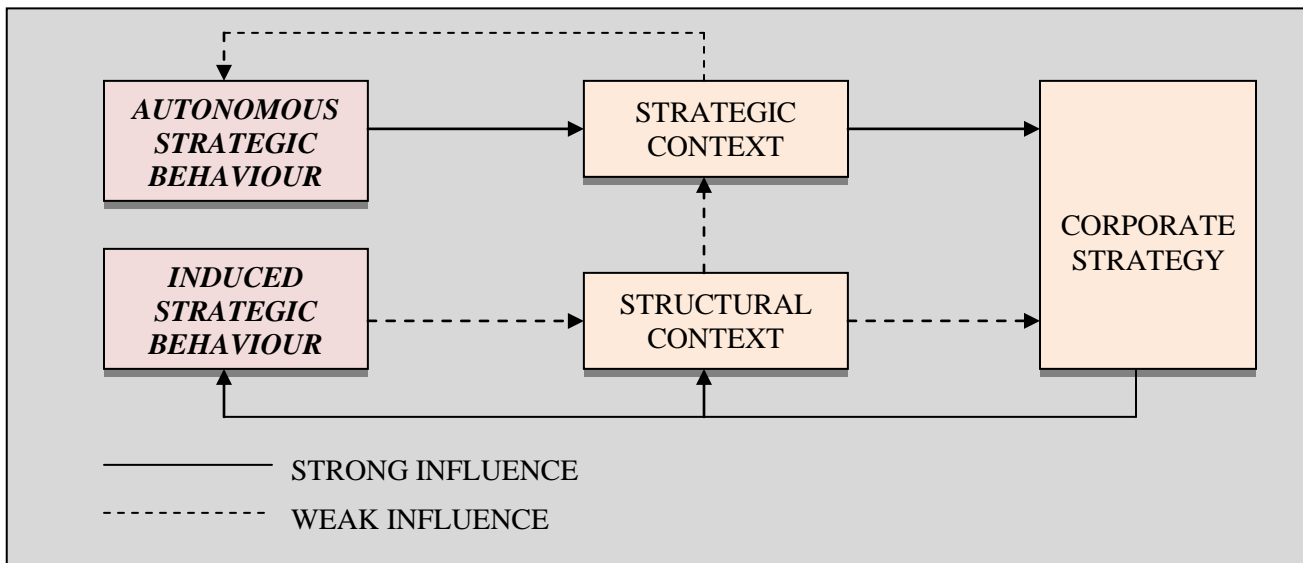 AUTONOMOUS
STRATEGIC
BEHAVIOUR
STRATEGIC
CONTEXT
CORPORATE
STRATEGY
INDUCED
STRATEGIC
BEHAVIOUR
STRUCTURAL
CONTEXT
STRONG INFLUENCE
WEAK INFLUENCE